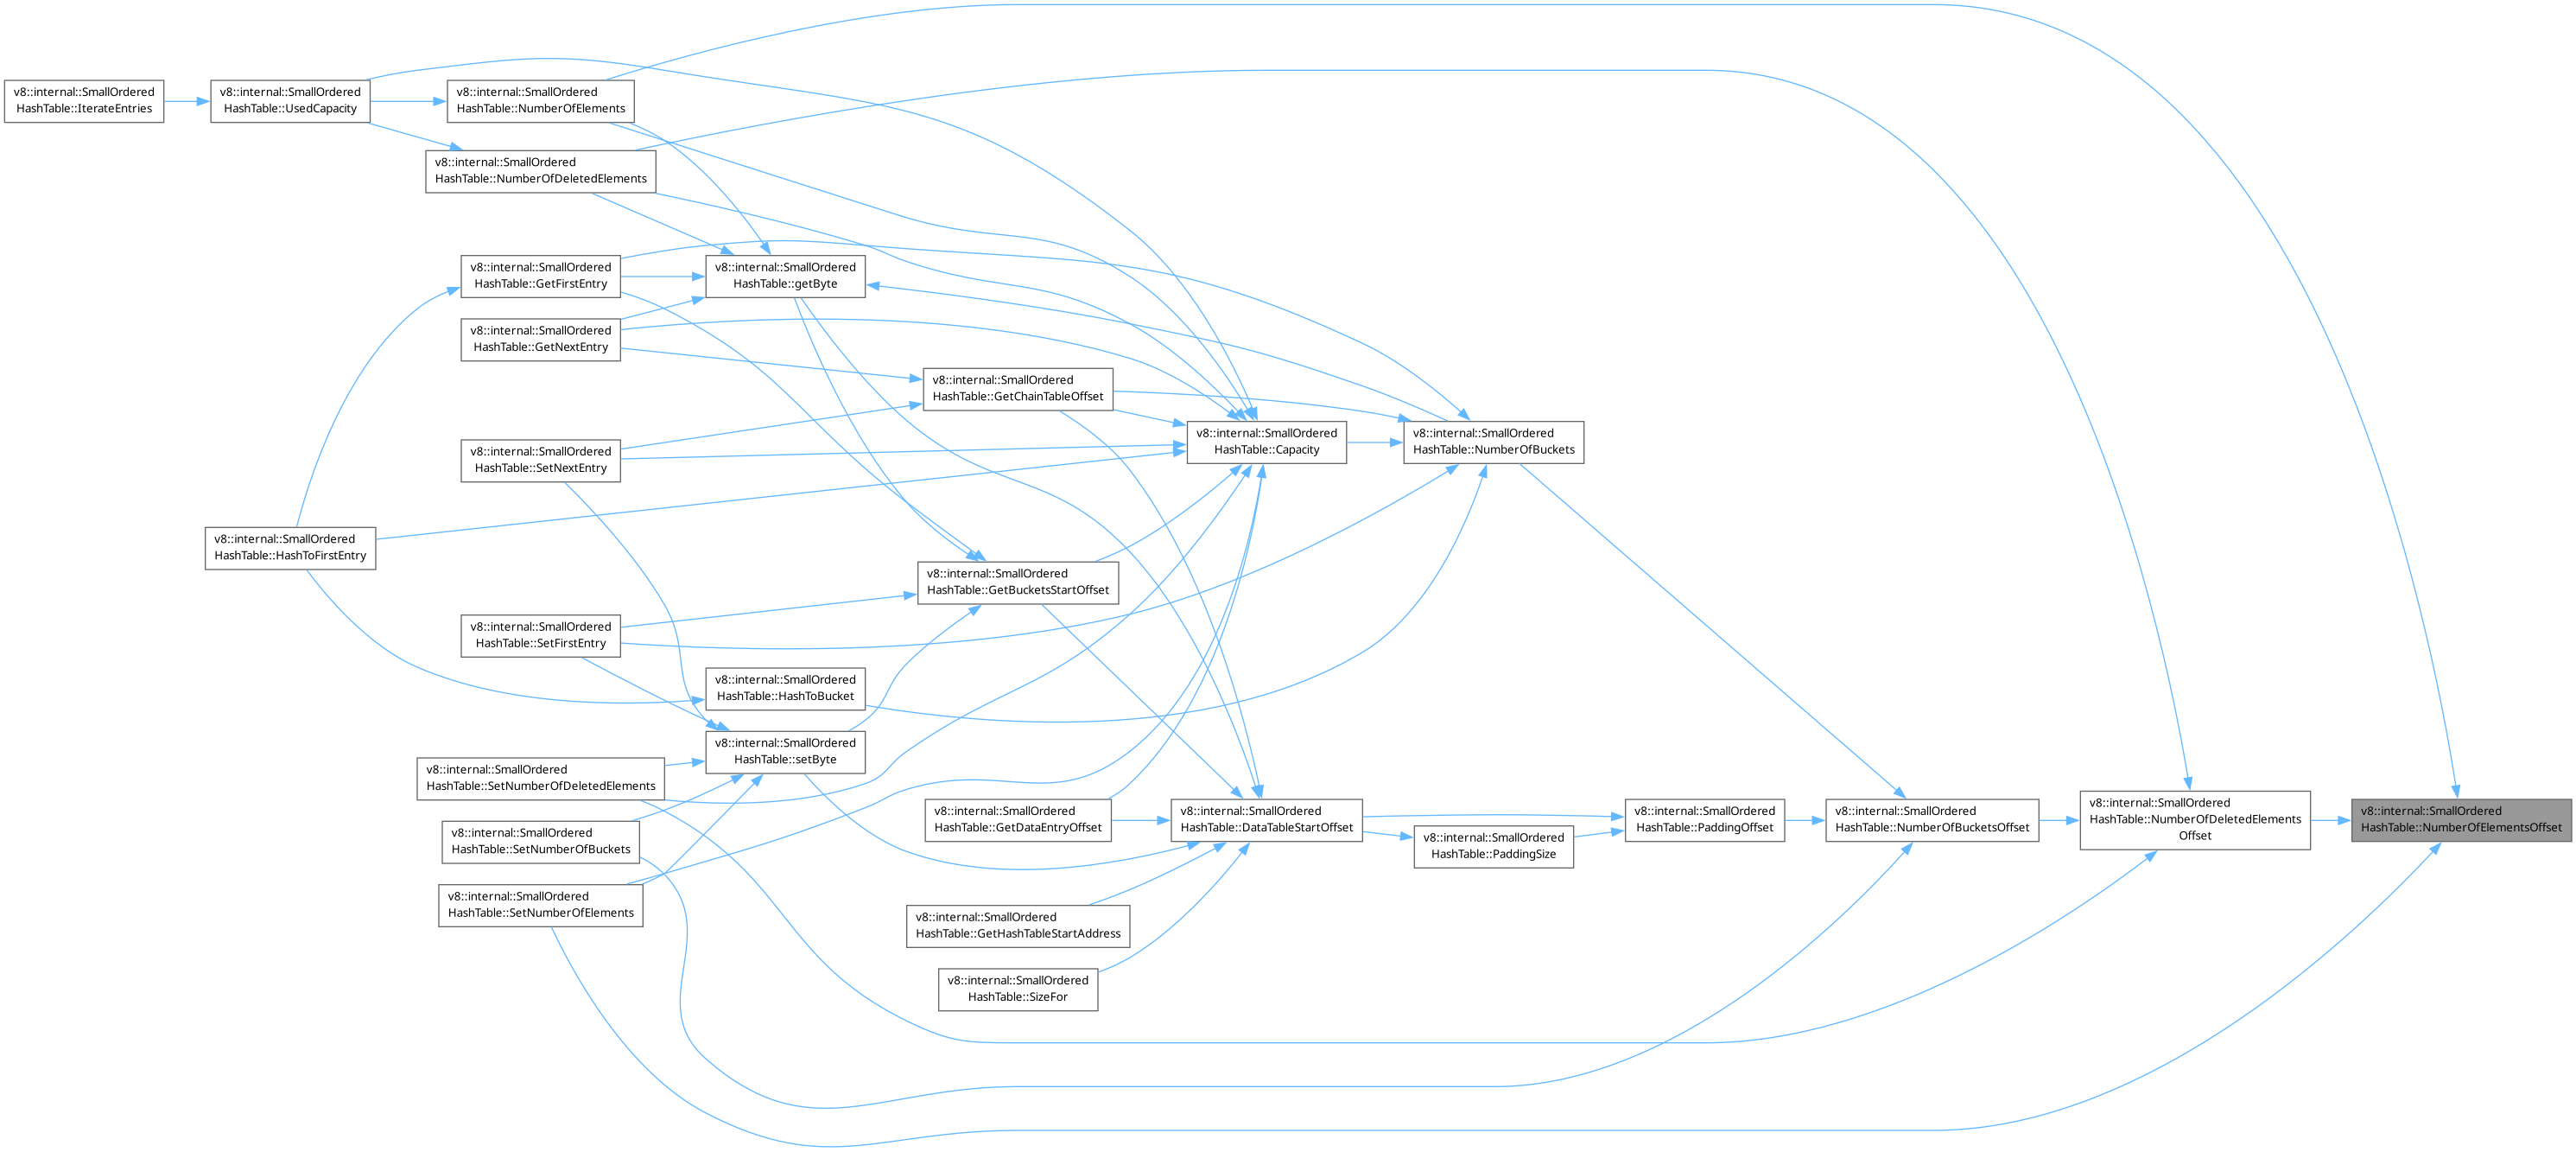 v8::internal::SmallOrdered
HashTable::IterateEntries
v8::internal::SmallOrdered
HashTable::UsedCapacity
v8::internal::SmallOrdered
HashTable::NumberOfElements
v8::internal::SmallOrdered
HashTable::NumberOfDeletedElements
v8::internal::SmallOrdered
HashTable::GetFirstEntry
v8::internal::SmallOrdered
HashTable::getByte
v8::internal::SmallOrdered
HashTable::GetNextEntry
v8::internal::SmallOrdered
HashTable::GetChainTableOffset
v8::internal::SmallOrdered
HashTable::Capacity
v8::internal::SmallOrdered
HashTable::NumberOfBuckets
v8::internal::SmallOrdered
HashTable::SetNextEntry
v8::internal::SmallOrdered
HashTable::HashToFirstEntry
v8::internal::SmallOrdered
HashTable::GetBucketsStartOffset
v8::internal::SmallOrdered
HashTable::SetFirstEntry
v8::internal::SmallOrdered
HashTable::HashToBucket
v8::internal::SmallOrdered
HashTable::setByte
v8::internal::SmallOrdered
HashTable::SetNumberOfDeletedElements
v8::internal::SmallOrdered
HashTable::GetDataEntryOffset
v8::internal::SmallOrdered
HashTable::DataTableStartOffset
v8::internal::SmallOrdered
HashTable::PaddingOffset
v8::internal::SmallOrdered
HashTable::NumberOfBucketsOffset
v8::internal::SmallOrdered
HashTable::NumberOfDeletedElements
Offset
v8::internal::SmallOrdered
HashTable::NumberOfElementsOffset
v8::internal::SmallOrdered
HashTable::SetNumberOfBuckets
v8::internal::SmallOrdered
HashTable::PaddingSize
v8::internal::SmallOrdered
HashTable::SetNumberOfElements
v8::internal::SmallOrdered
HashTable::GetHashTableStartAddress
v8::internal::SmallOrdered
HashTable::SizeFor